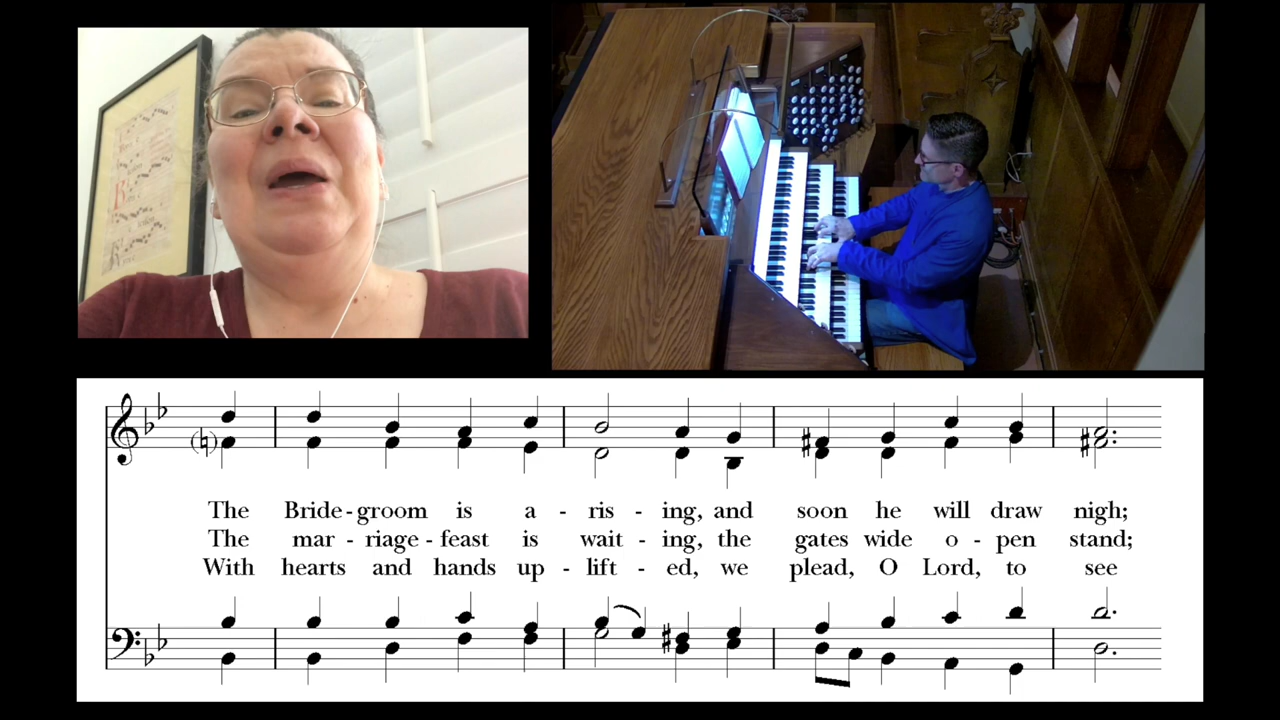 The Bride - groom is a - ris - ing, and soon he will draw nigh;
The mar - riage - feast is wait - ing, the gates wide o - pen stand;
With hearts and hands up - lift - ed, we plead, O Lord, to see